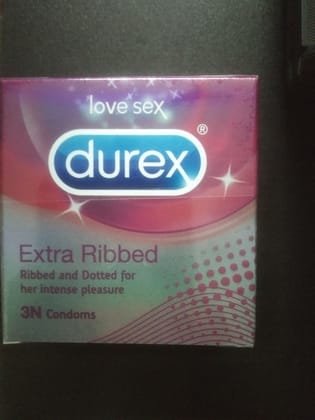 love sex
durex®
Extra Ribbed
Ribbed and Dotted for
her intense pleasure
3N Condoms